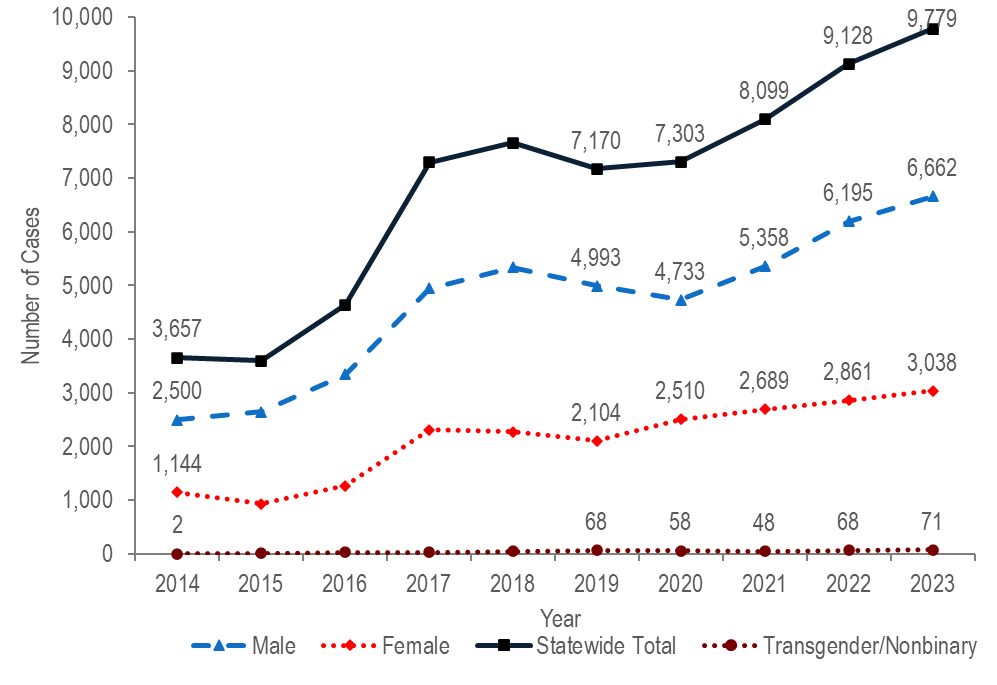 10,000
9,000
8,000
7,000
6,000
5,000
4,000
3,000
2,000
1,000
0
Number of Cases
3,657 7,170 7,303 8,099 9,128 9,779
2,500 4,993 4,733 5,358 6,195 6,662
1,144 2,104 2,510 2,689 2,861 3,038
2 68 58 48 68 71
2014 2015 2016 2017 2018 2019 2020 2021 2022 2023
Year
Male Female Statewide Total Transgender/Nonbinary